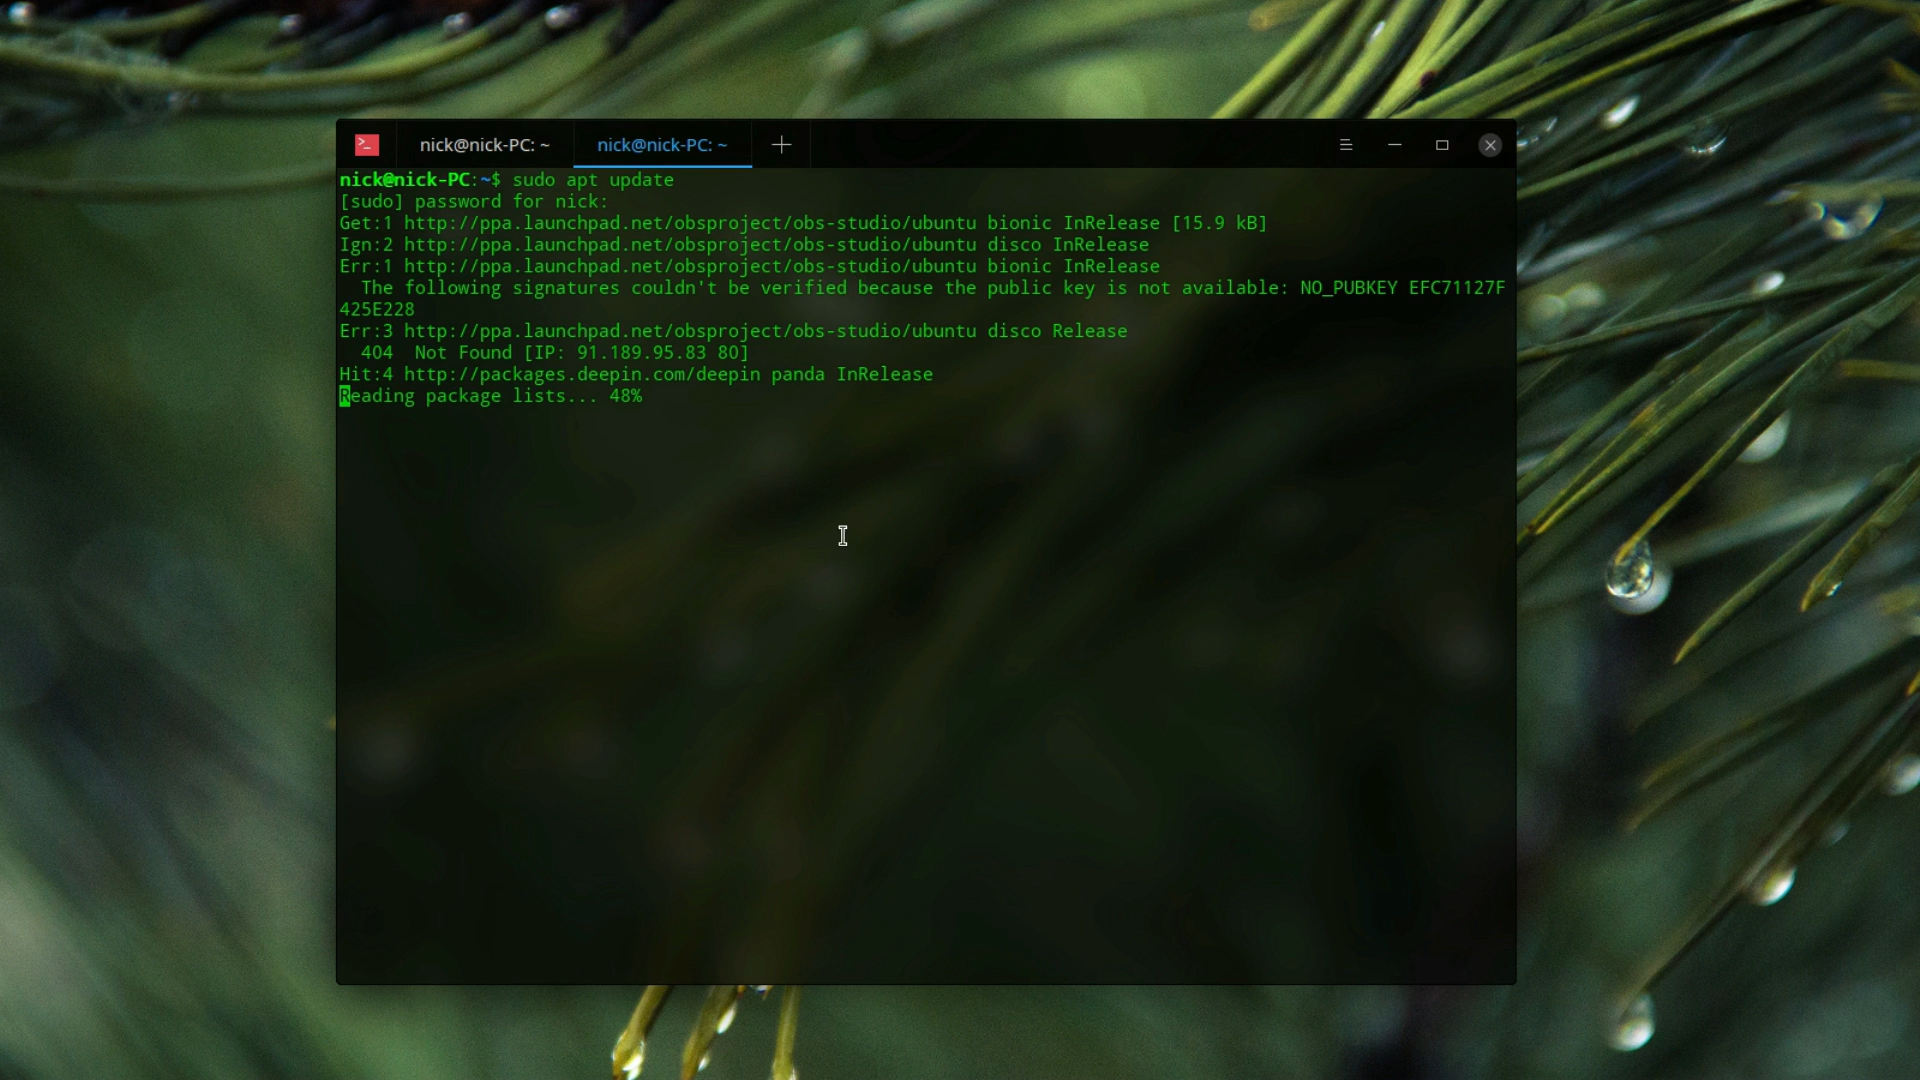 >_ nick@nick-PC: ~ nick@nick-PC: ~
nick@nick-PC:~$ sudo apt update
[sudo] password for nick:
Get:1 http://ppa.launchpad.net/obsproject/obs-studio/ubuntu bionic InRelease [15.9 kB]
Ign:2 http://ppa.launchpad.net/obsproject/obs-studio/ubuntu disco InRelease
Err:1 http://ppa.launchpad.net/obsproject/obs-studio/ubuntu bionic InRelease
  The following signatures couldn't be verified because the public key is not available: NO_PUBKEY EFC71127F
425E228
Err:3 http://ppa.launchpad.net/obsproject/obs-studio/ubuntu disco Release
  404  Not Found [IP: 91.189.95.83 80]
Hit:4 http://packages.deepin.com/deepin panda InRelease
Reading package lists... 48%